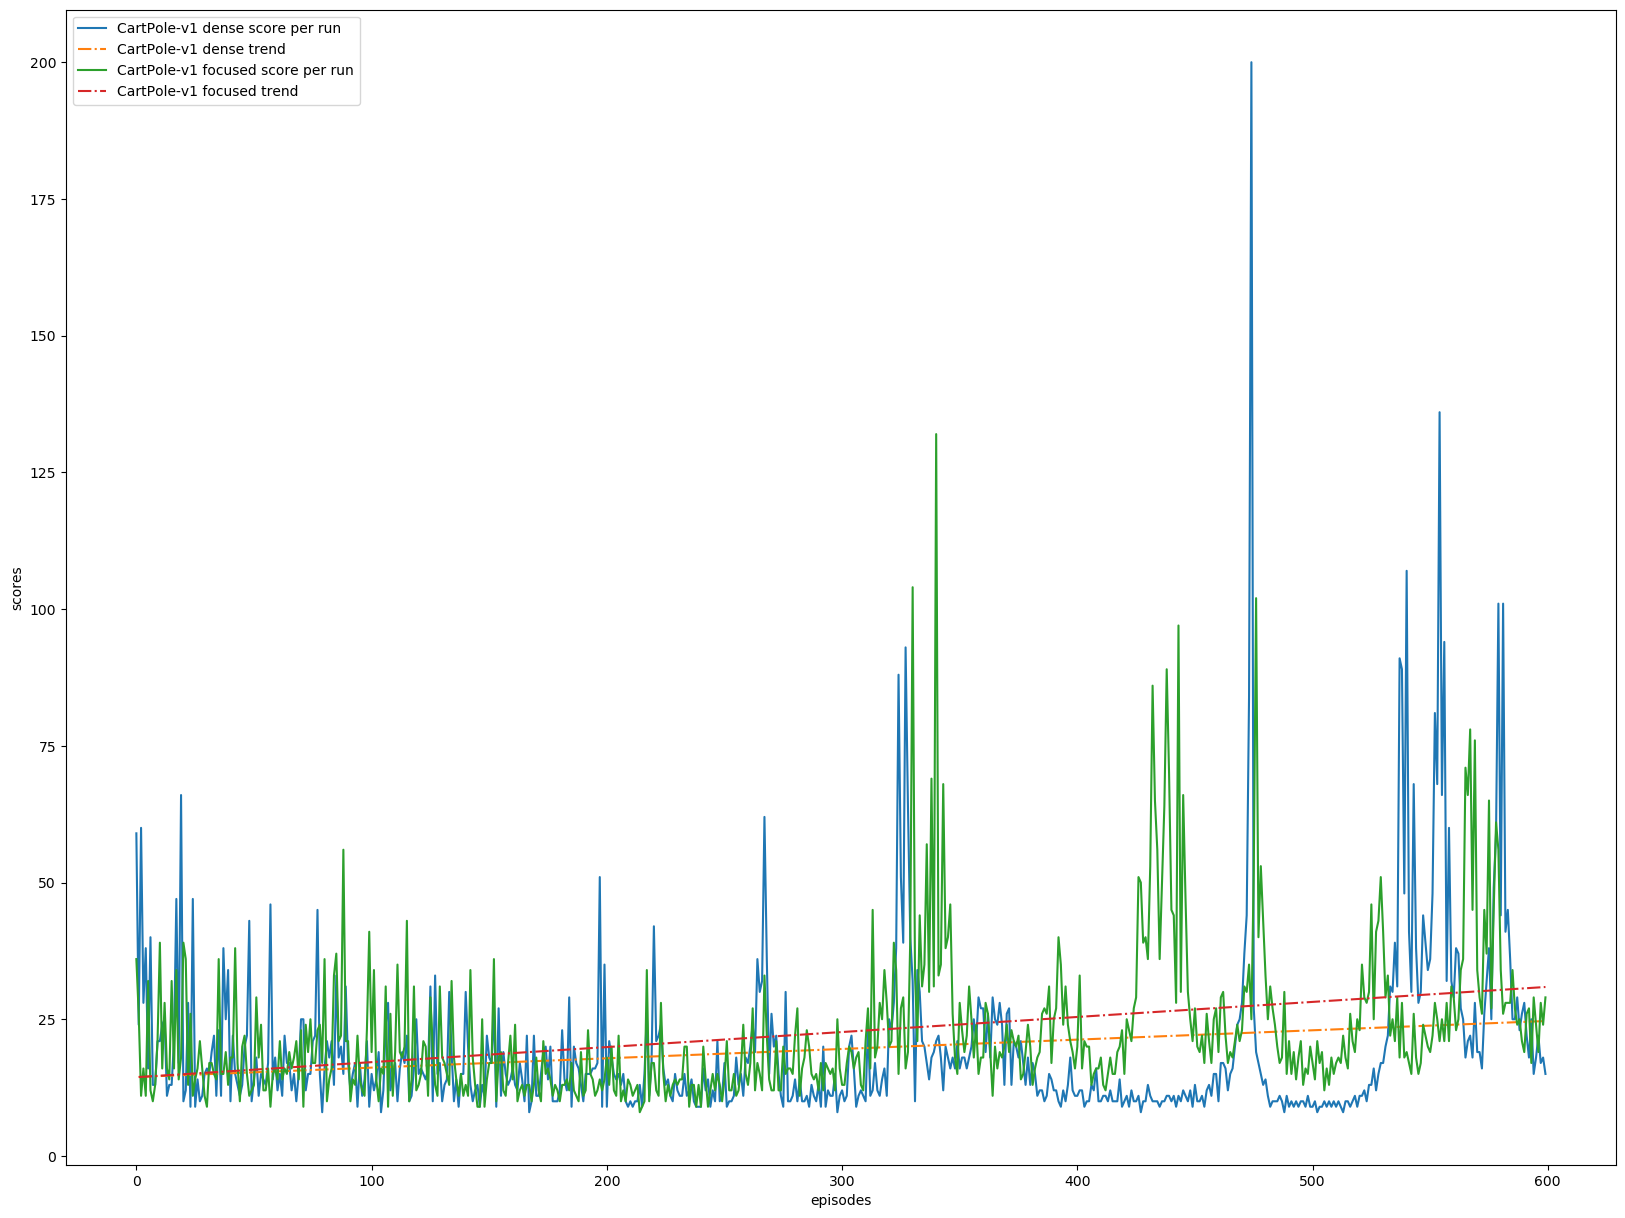 CartPole-v1 dense score per run
CartPole-v1 dense trend
CartPole-v1 focused score per run
CartPole-v1 focused trend
200
175
150
125
100
75
50
25
0
scores
0 100 200 300 400 500 600
episodes